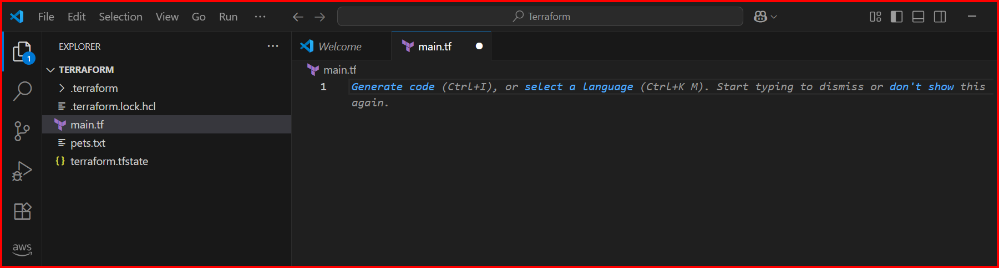 File Edit Selection View Go Run ... Terraform
EXPLORER ...
Welcome
main.tf
1
TERRAFORM
main.tf
.terraform
1 Generate code (Ctrl+I), or select a language (Ctrl+K M). Start typing to dismiss or don't show this
again.
.terraform.lock.hcl
main.tf
pets.txt
{} terraform.tfstate
aws